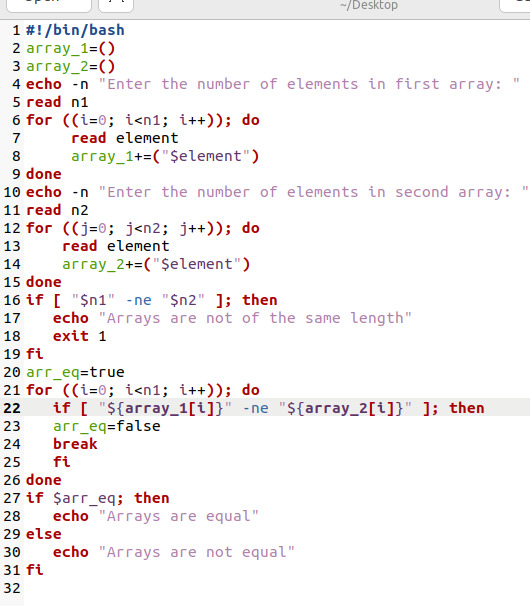 ~/Desktop
1 #!/bin/bash
2 array_1=()
3 array_2=()
4 echo -n "Enter the number of elements in first array: "
5 read n1
6 for ((i=0; i<n1; i++)); do
7      read element
8      array_1+=("$element")
9 done
10 echo -n "Enter the number of elements in second array: "
11 read n2
12 for ((j=0; j<n2; j++)); do
13     read element
14     array_2+=("$element")
15 done
16 if [ "$n1" -ne "$n2" ]; then
17    echo "Arrays are not of the same length"
18    exit 1
19 fi
20 arr_eq=true
21 for ((i=0; i<n1; i++)); do
22    if [ "${array_1[i]}" -ne "${array_2[i]}" ]; then
23    arr_eq=false
24    break
25    fi
26 done
27 if $arr_eq; then
28    echo "Arrays are equal"
29 else
30    echo "Arrays are not equal"
31 fi
32